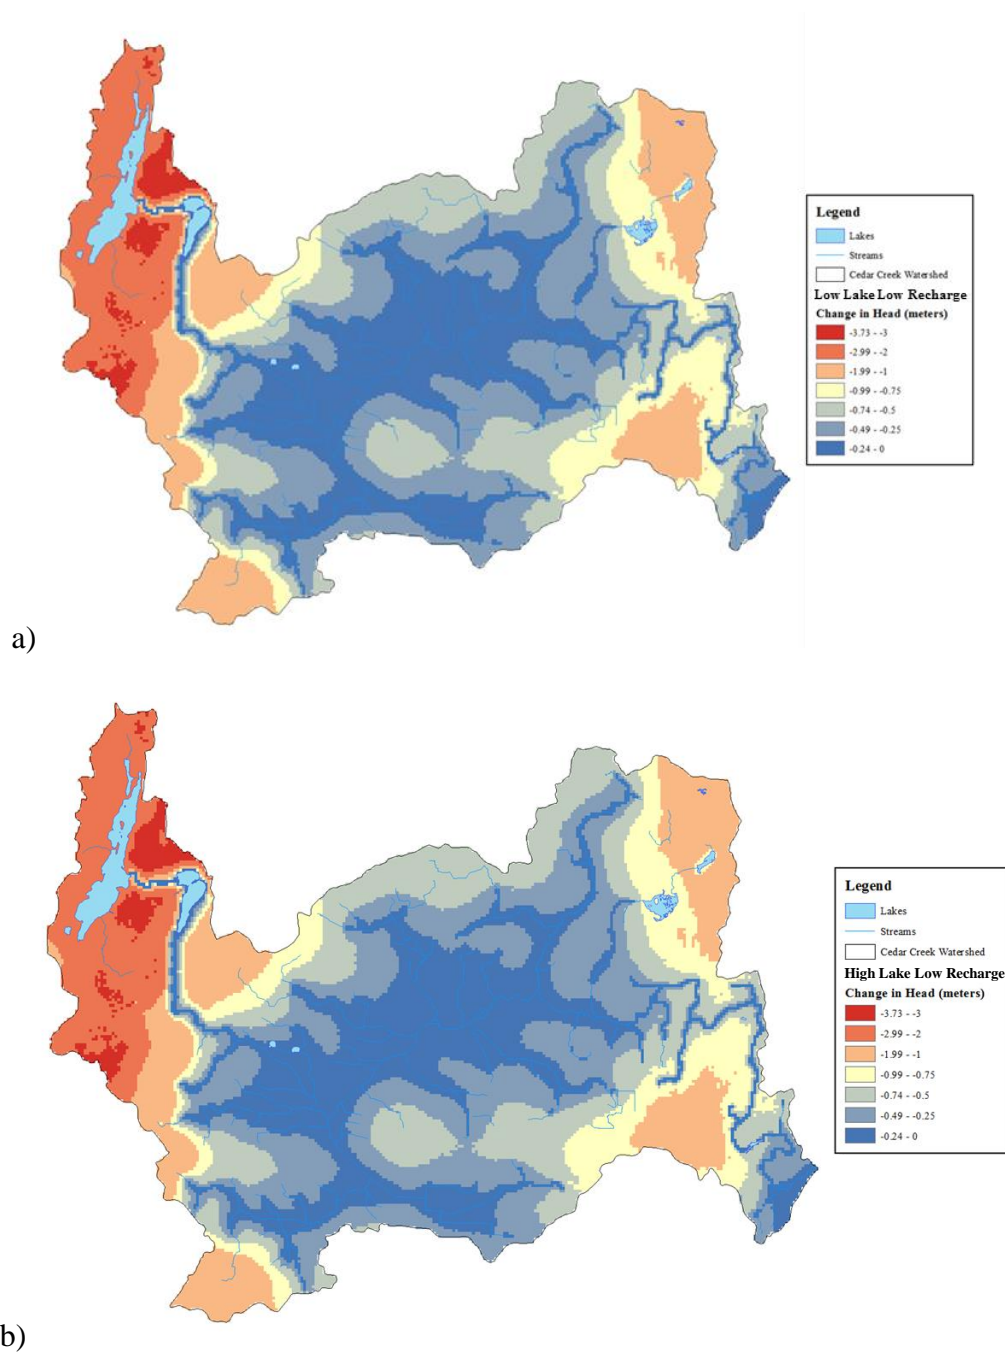 Legend
Lakes
Streams
Cedar Creek Watershed
Low Lake Low Recharge
Change in Head (meters)
-3.73 - -3
-2.99 - -2
-1.99 - -1
-0.99 - -0.75
-0.74 - -0.5
-0.49 - -0.25
-0.24 - 0
a)
Legend
Lakes
Streams
Cedar Creek Watershed
High Lake Low Recharge
Change in Head (meters)
-3.73 - -3
-2.99 - -2
-1.99 - -1
-0.99 - -0.75
-0.74 - -0.5
-0.49 - -0.25
-0.24 - 0
b)